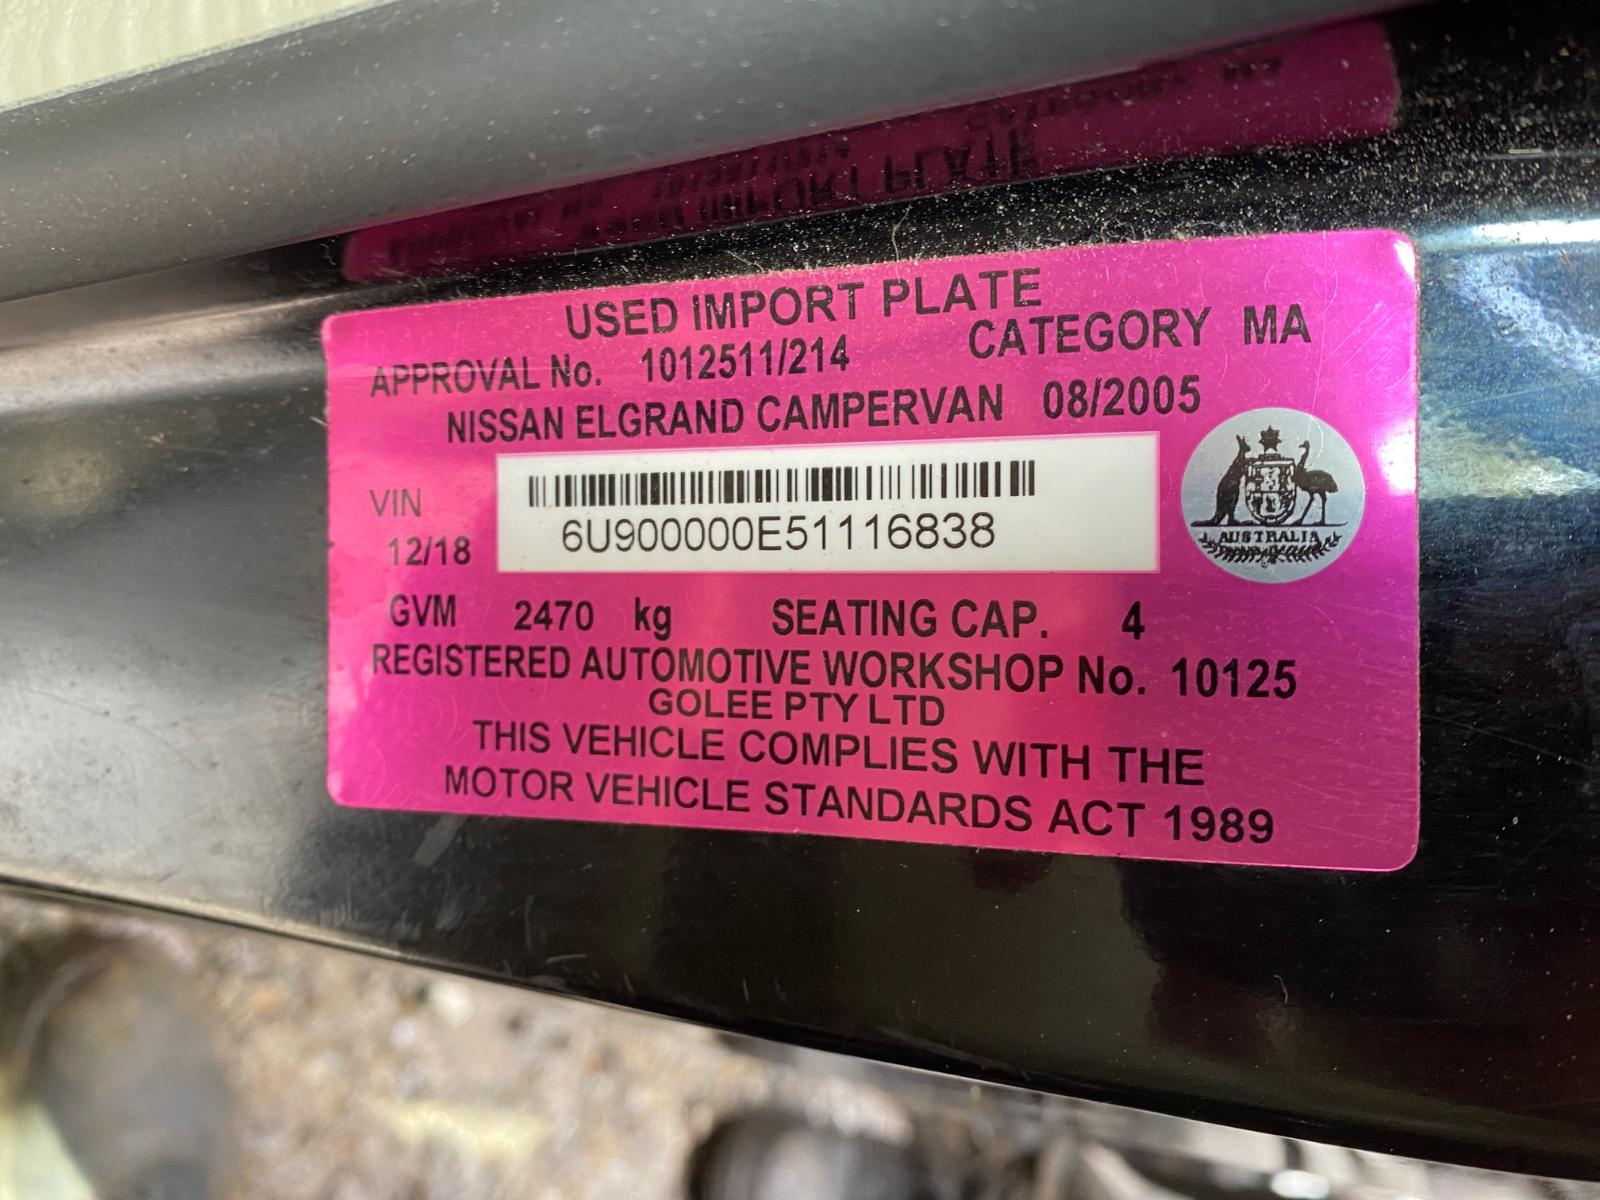 USED IMPORT PLATE
APPROVAL No. 1012511/214 CATEGORY MA
NISSAN ELGRAND CAMPERVAN 08/2005
VIN 6U900000E51116838
12/18
AUSTRALIA
GVM 2470 kg SEATING CAP. 4
REGISTERED AUTOMOTIVE WORKSHOP No. 10125
GOLEE PTY LTD
THIS VEHICLE COMPLIES WITH THE
MOTOR VEHICLE STANDARDS ACT 1989